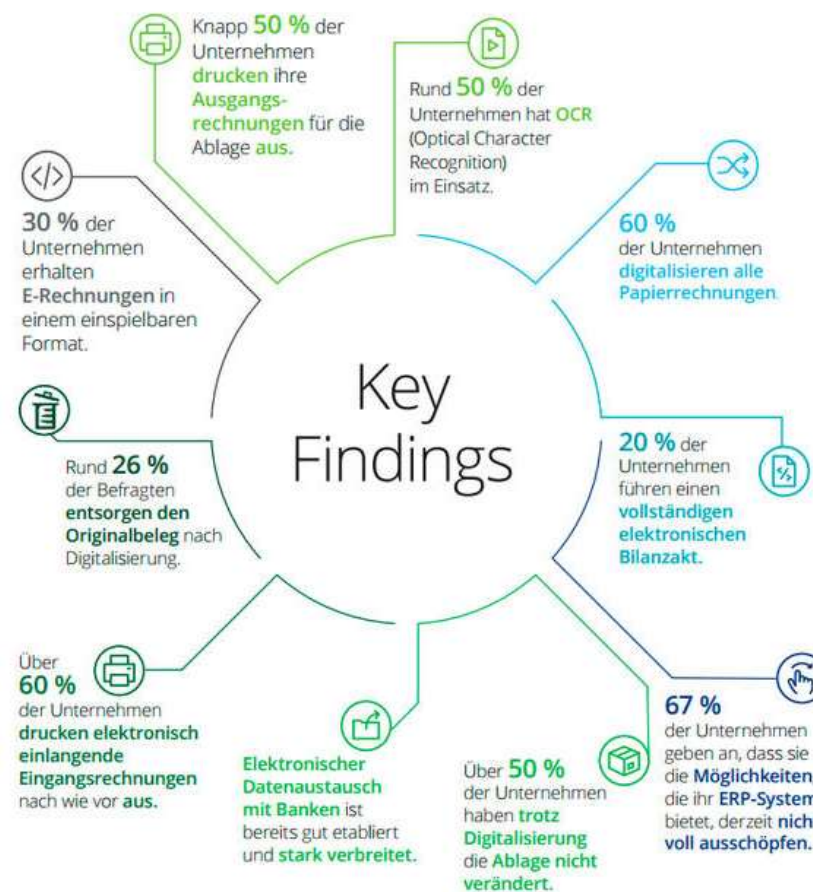 Knapp 50 % der
Unternehmen
drucken ihre
Ausgangs-
rechnungen für die
Ablage aus.
Rund 50 % der
Unternehmen hat OCR
(Optical Character
Recognition)
im Einsatz.
60 %
der Unternehmen
digitalisieren alle
Papierrechnungen.
20 % der
Unternehmen
führen einen
vollständigen
elektronischen
Bilanzakt.
67 %
der Unternehmen
geben an, dass sie
die Möglichkeiten,
die ihr ERP-System
bietet, derzeit nich
voll ausschöpfen.
Über 50 %
der Unternehmen
haben trotz
Digitalisierung
die Ablage nicht
verändert.
Elektronischer
Datenaustausch
mit Banken ist
bereits gut etabliert
und stark verbreitet.
Über
60 %
der Unternehmen
drucken elektronisch
einlangende
Eingangsrechnungen
nach wie vor aus.
Rund 26 %
der Befragten
entsorgen den
Originalbeleg nach
Digitalisierung.
</>
30 % der
Unternehmen
erhalten
E-Rechnungen in
einem einspielbaren
Format.
Key
Findings